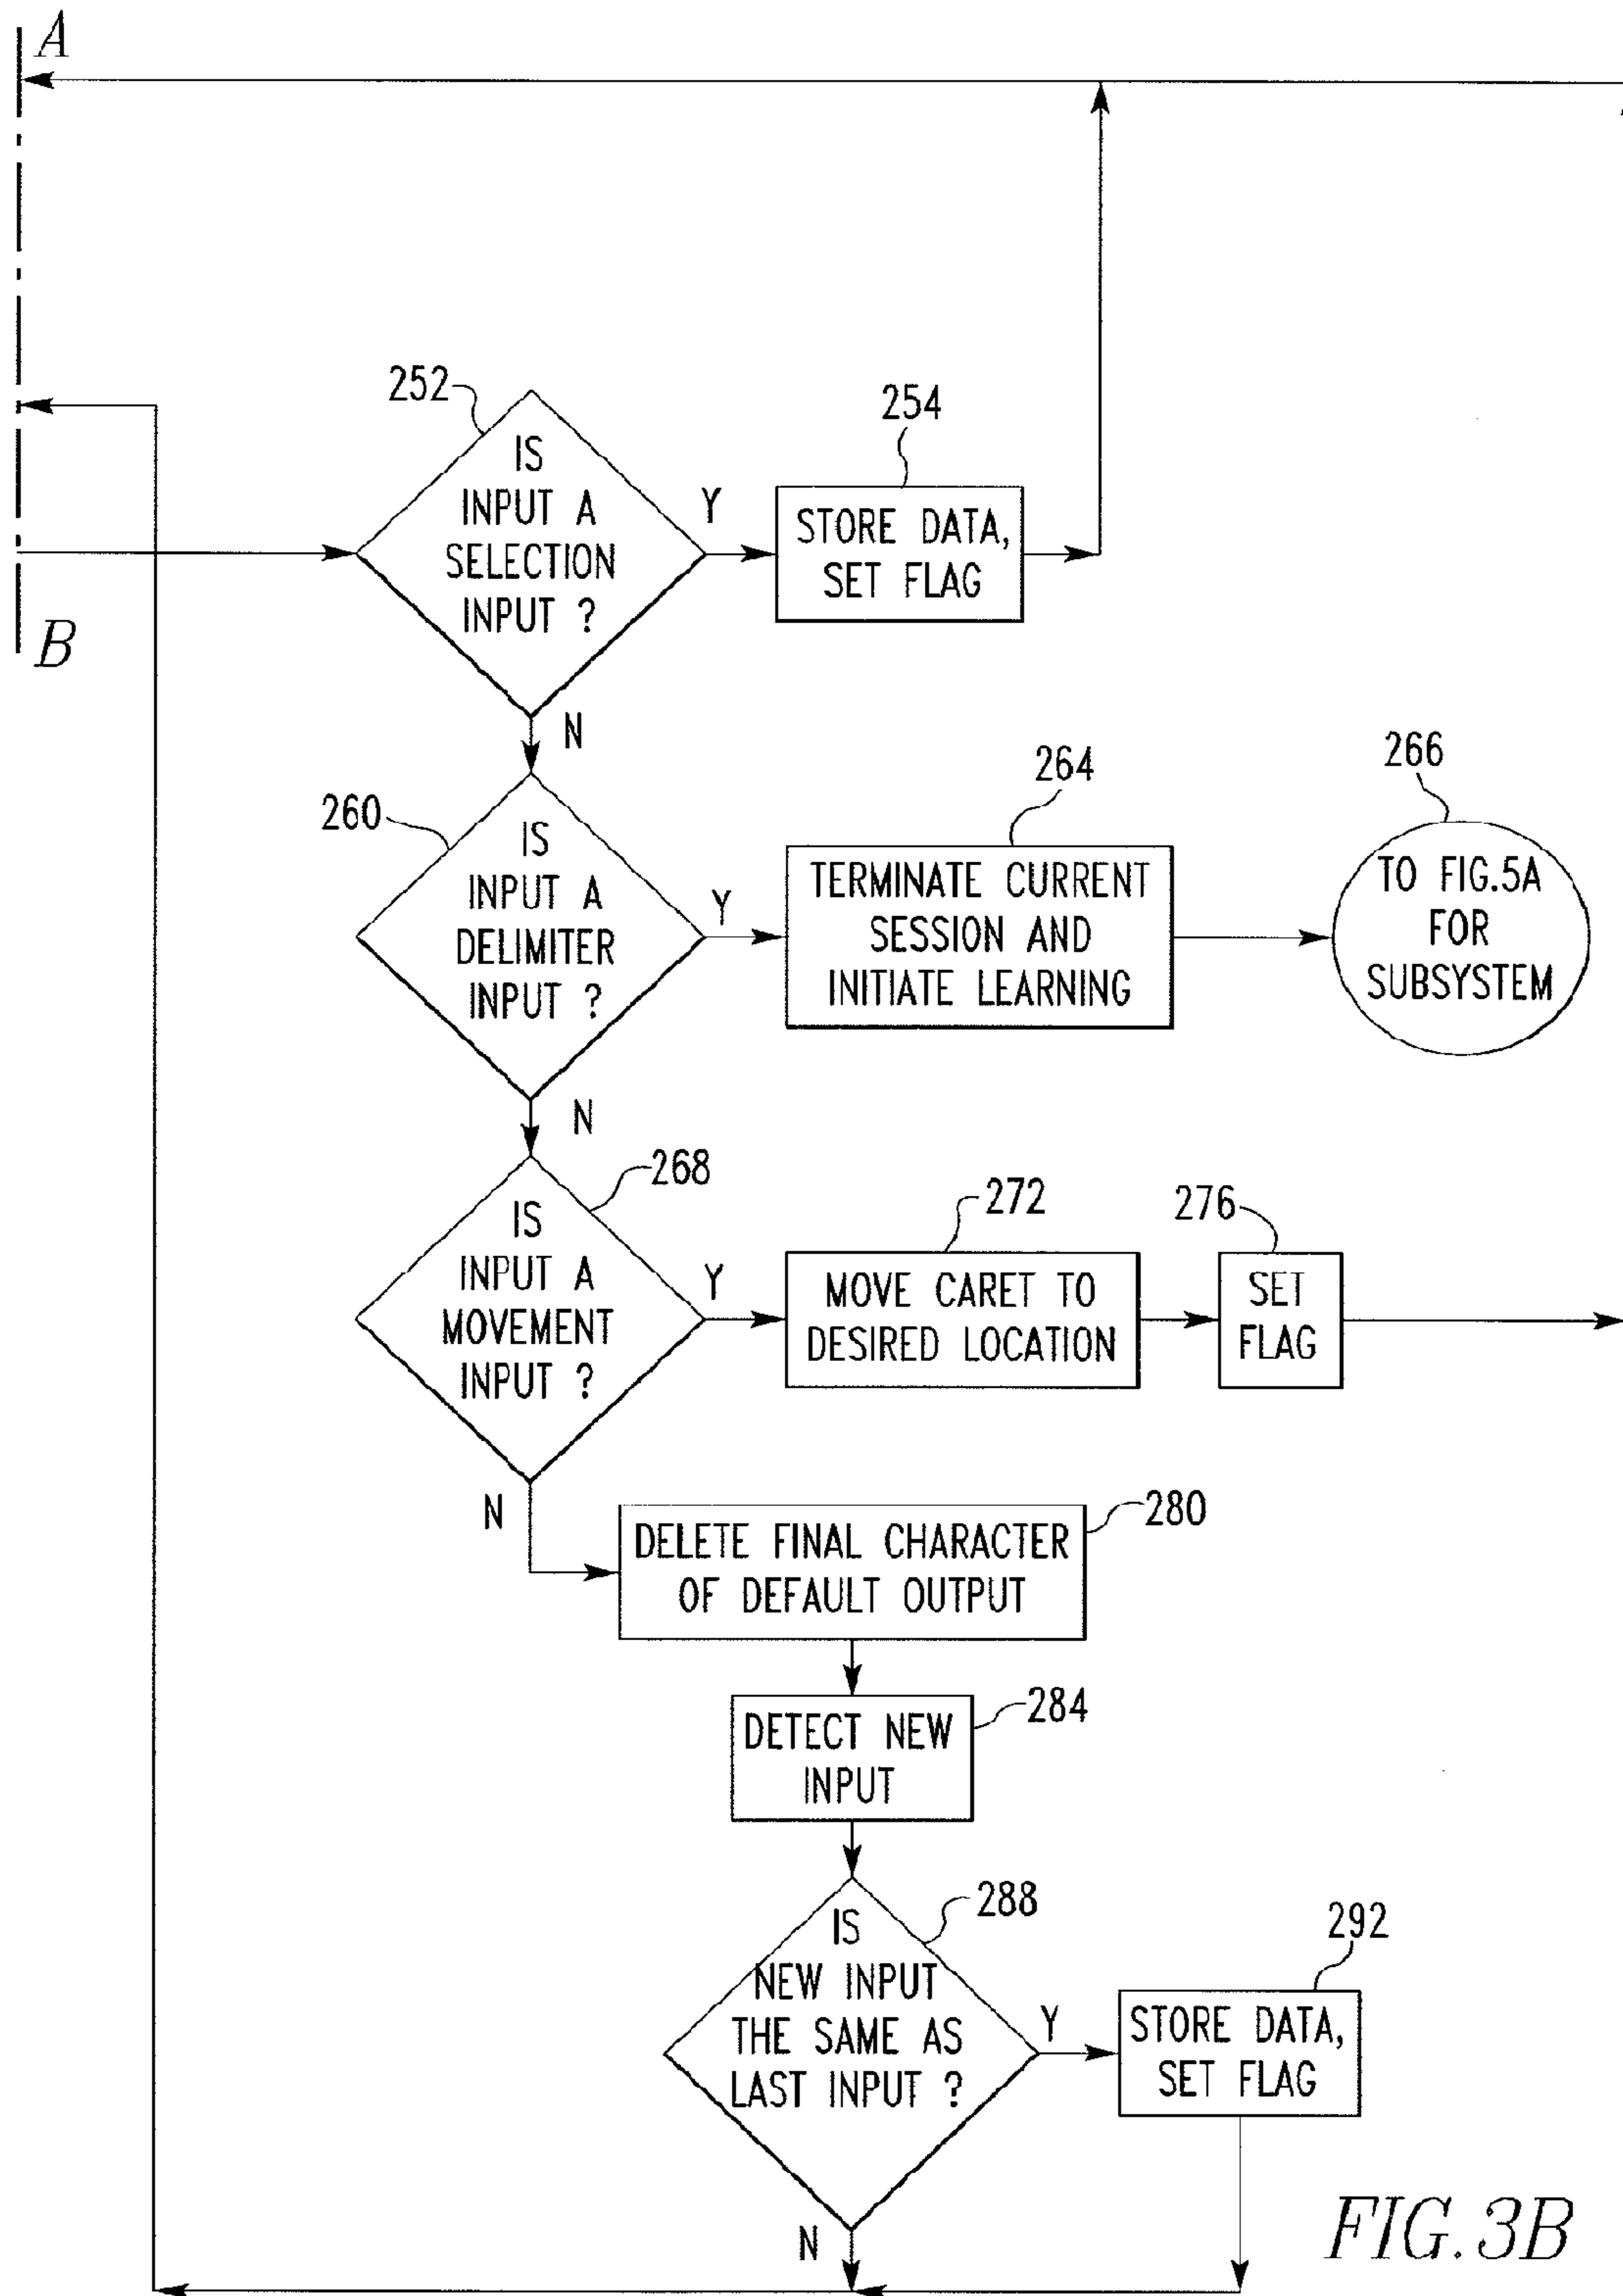 A
B
252
IS
INPUT A
SELECTION
INPUT ?
Y
254
STORE DATA,
SET FLAG
N
260
IS
INPUT A
DELIMITER
INPUT ?
Y
264
TERMINATE CURRENT
SESSION AND
INITIATE LEARNING
266
TO FIG.5A
FOR
SUBSYSTEM
N
268
IS
INPUT A
MOVEMENT
INPUT ?
Y
272
MOVE CARET TO
DESIRED LOCATION
276
SET
FLAG
N
280
DELETE FINAL CHARACTER
OF DEFAULT OUTPUT
284
DETECT NEW
INPUT
288
IS
NEW INPUT
THE SAME AS
LAST INPUT ?
Y
292
STORE DATA,
SET FLAG
N
FIG.3B